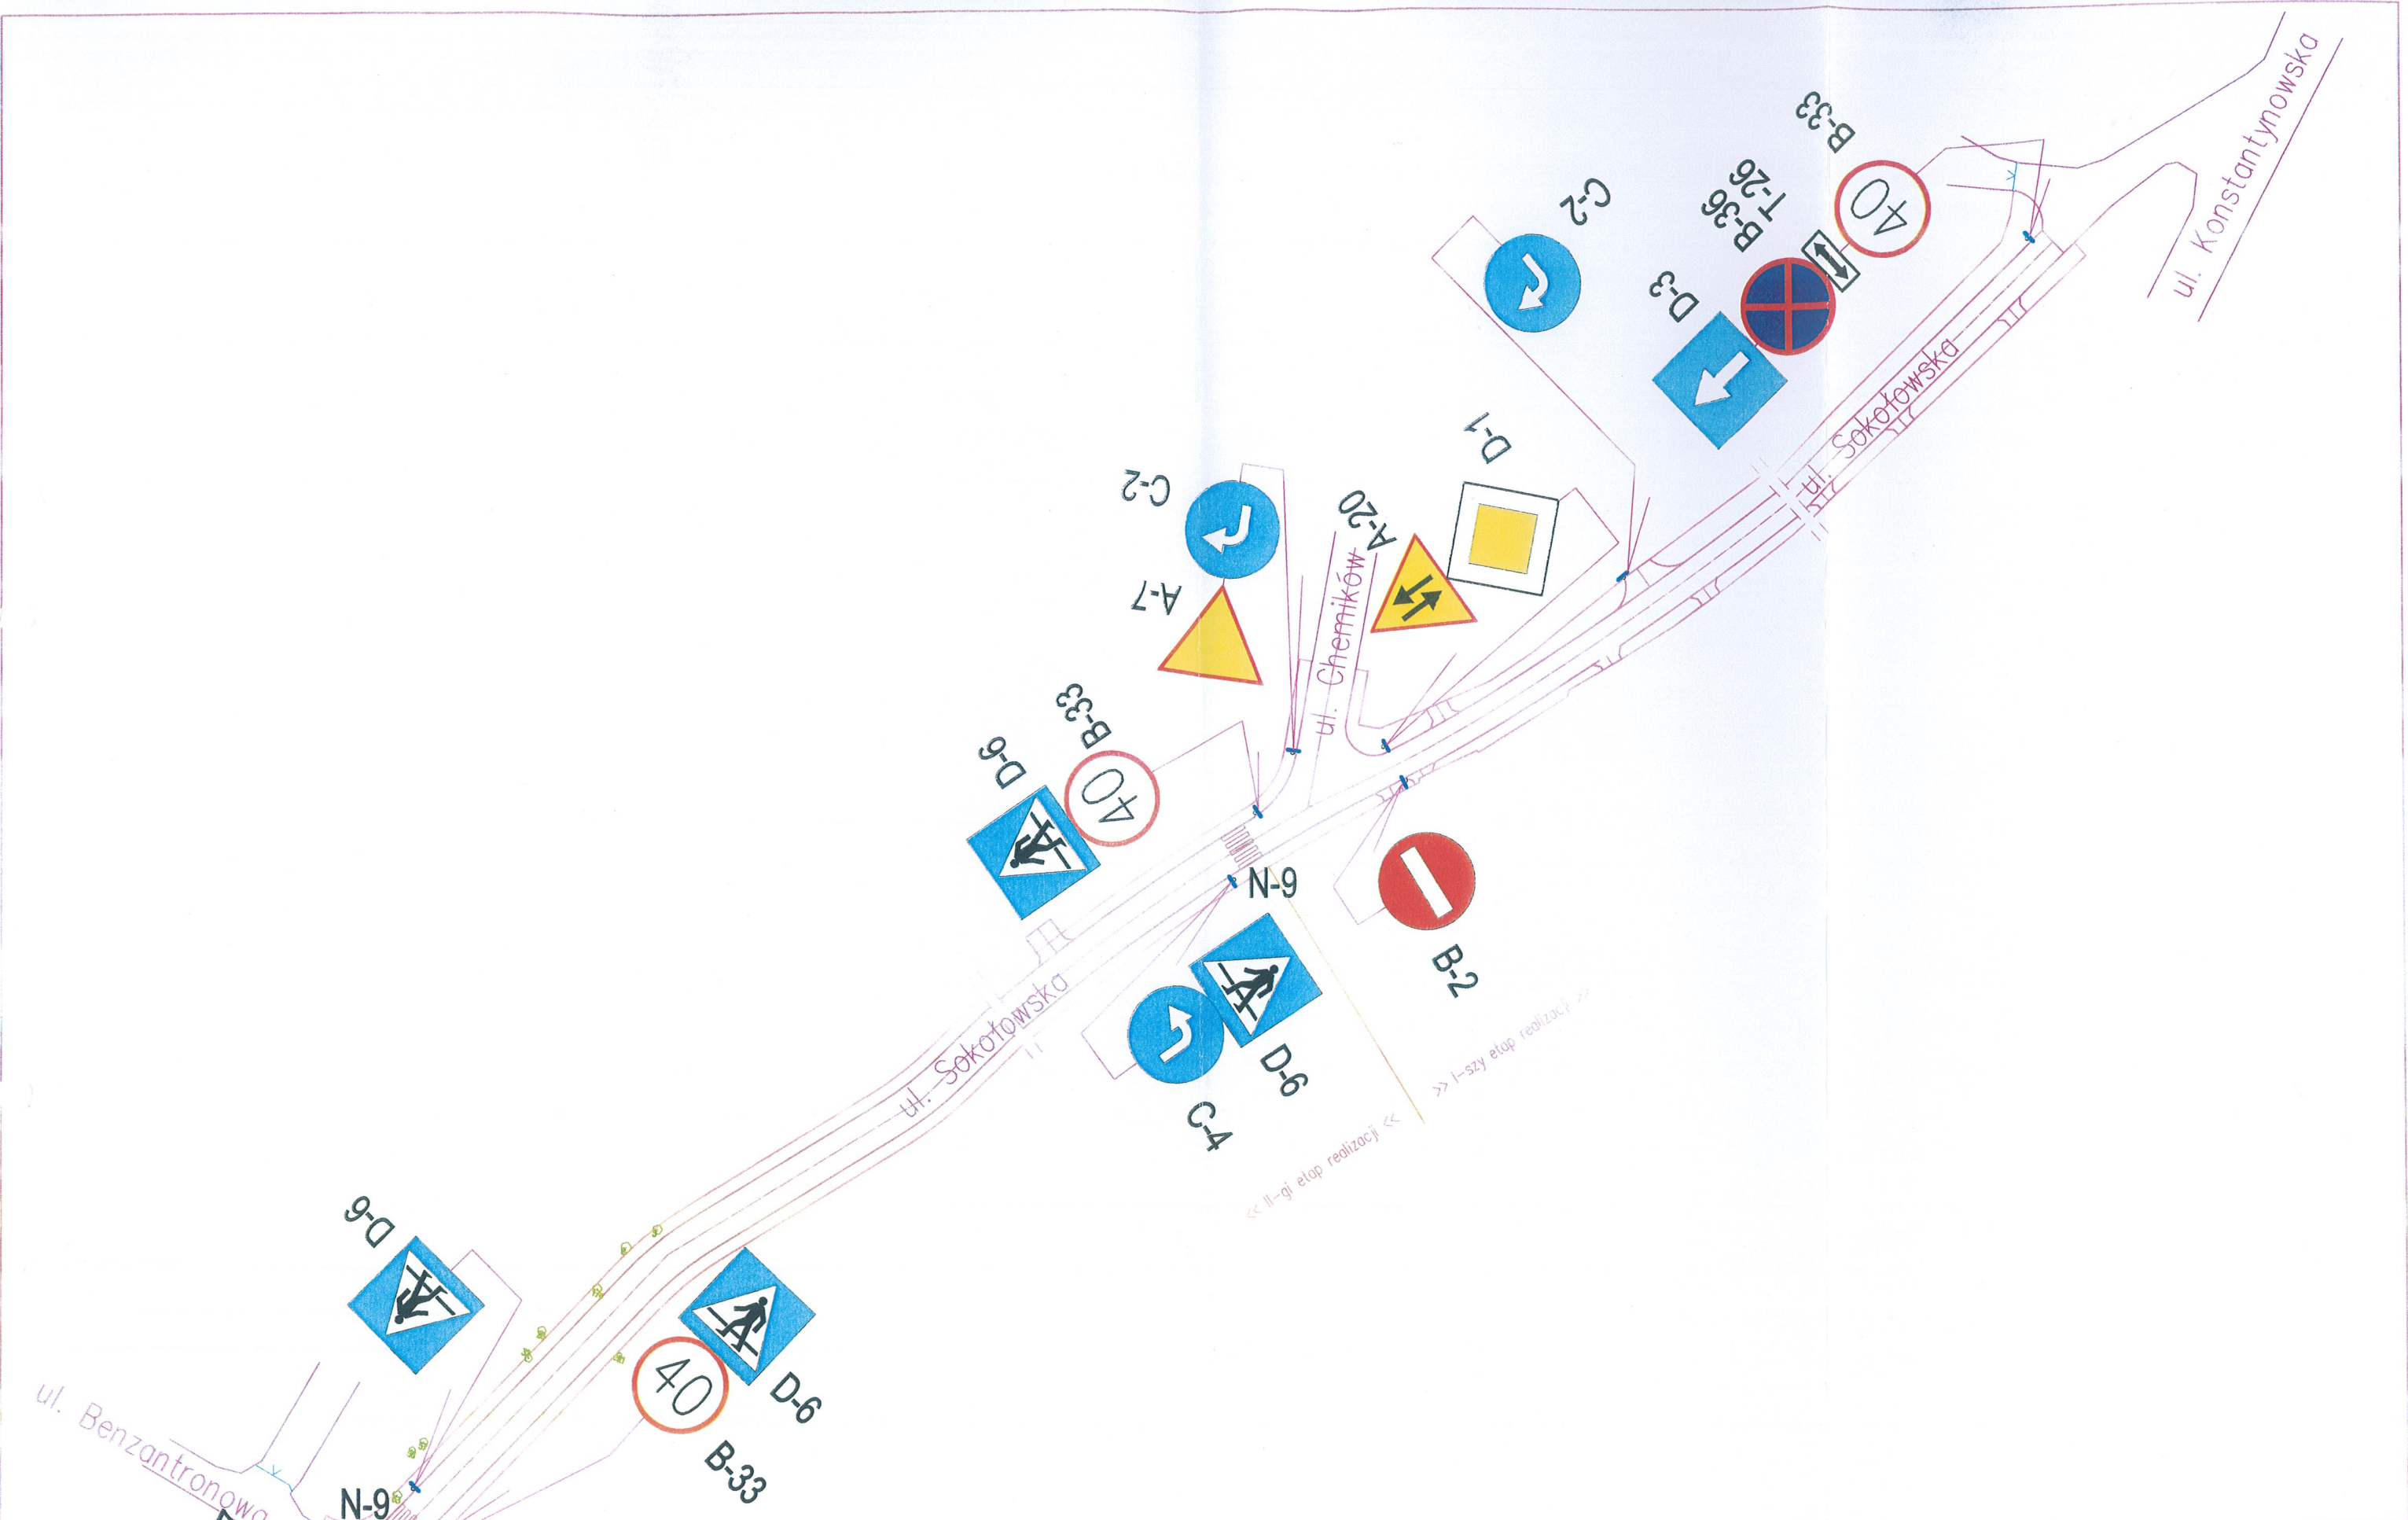 ul. Konstantynowska
B-33
40
B-36
T-26
D-3
C-2
ul. Sokołowska
D-1
A-20
C-2
A-7
ul. Chemików
B-33
40
D-6
N-9
B-2
D-6
C-4
ul. Sokołowska
>> I-szy etap realizacji >>
<< II-gi etap realizacji <<
D-6
D-6
40
B-33
ul. Benzantronowa
N-9